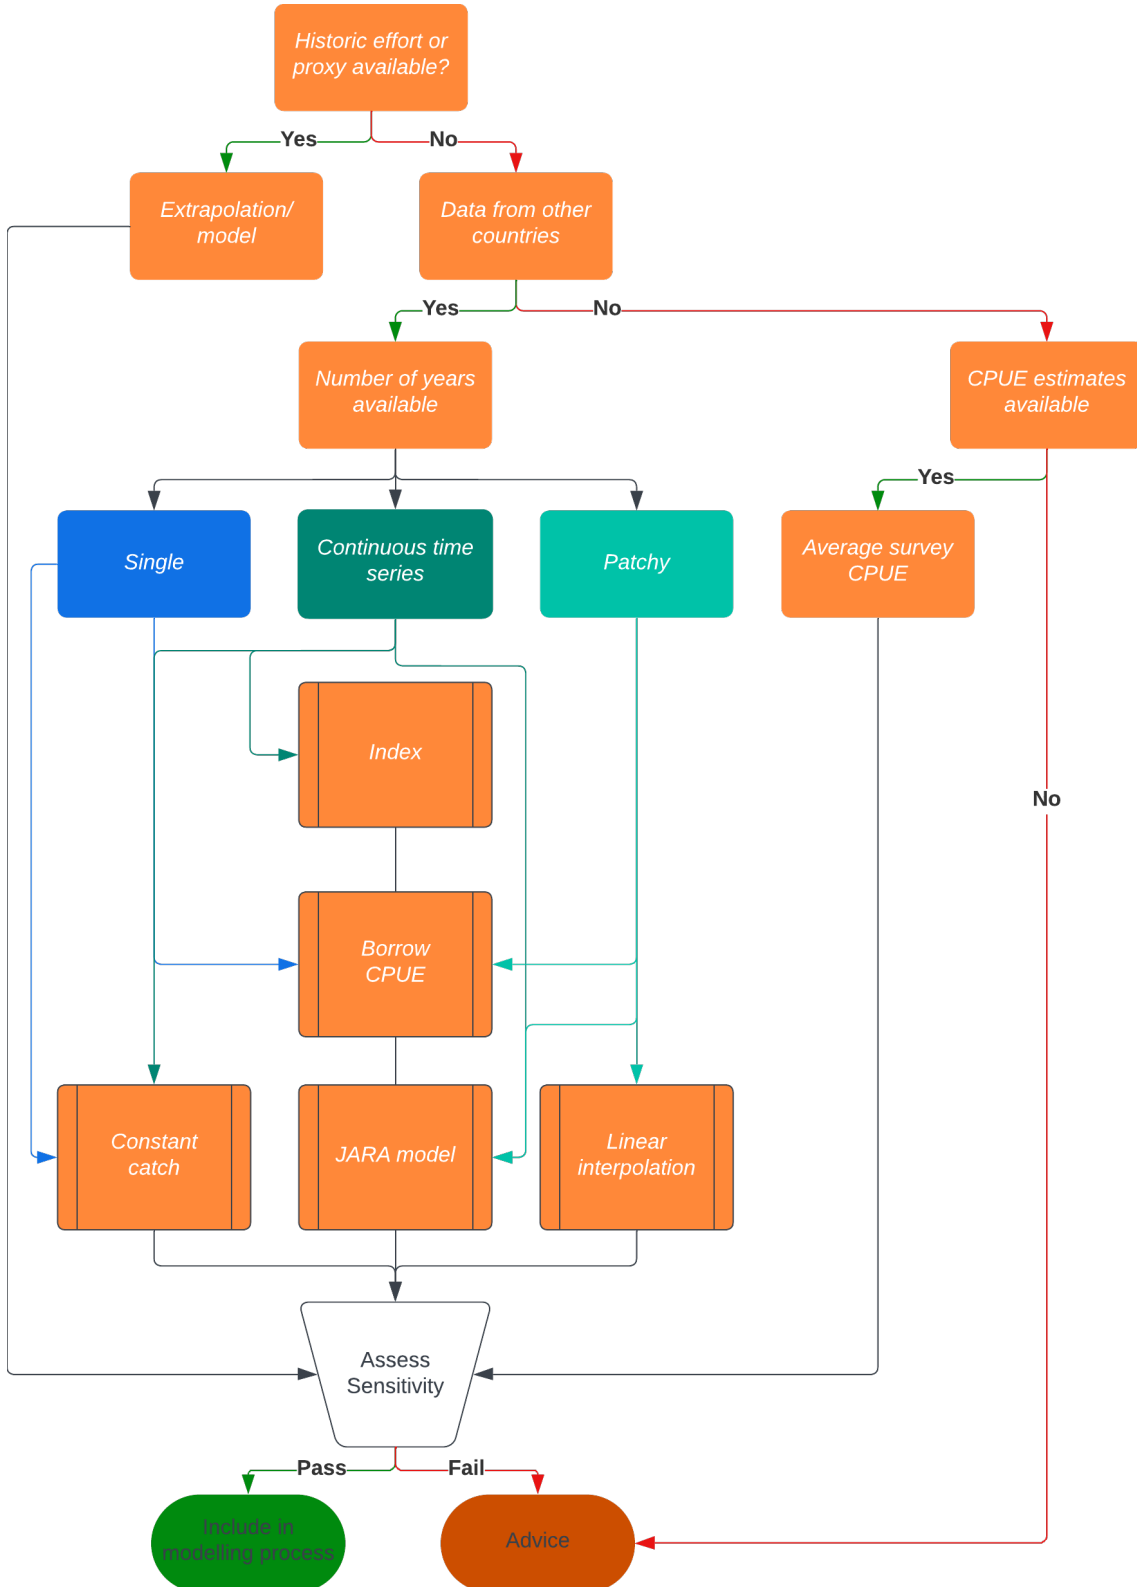 Historic effort or
proxy available?
Yes
No
Extrapolation/
model
Data from other
countries
Yes
No
Number of years
available
CPUE estimates
available
Yes
Single
Continuous time
series
Patchy
Average survey
CPUE
Index
No
Borrow
CPUE
Constant
catch
JARA model
Linear
interpolation
Assess
Sensitivity
Pass
Fail
Include in
modelling process
Advice